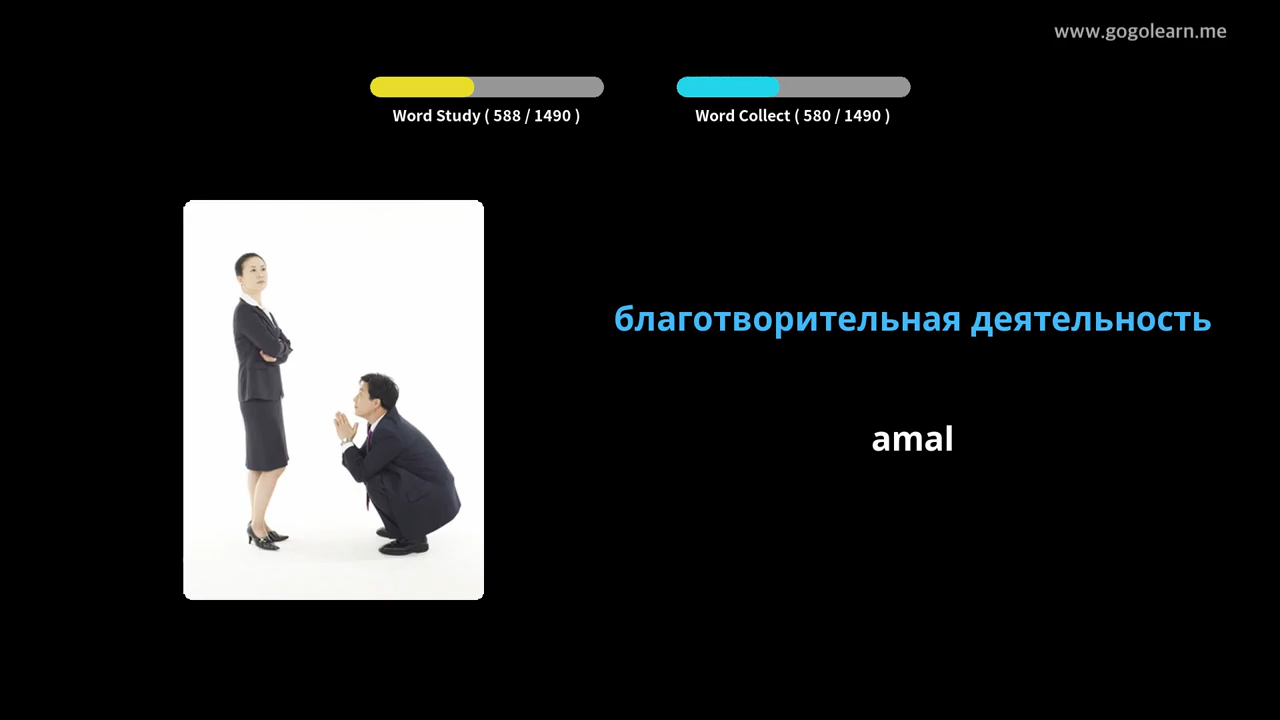 www.gogolearn.me
Word Study ( 588 / 1490 )
Word Collect ( 580 / 1490 )
благотворительная деятельность
amal